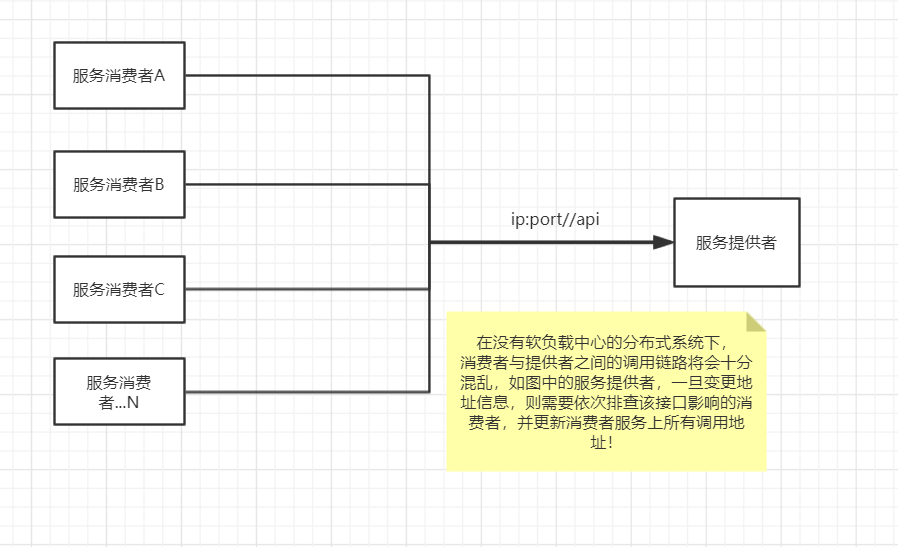 服务消费者A
服务消费者B
ip:port//api
服务提供者
服务消费者C
在没有软负载中心的分布式系统下，
消费者与提供者之间的调用链路将会十分
混乱，如图中的服务提供者，一旦变更地
址信息，则需要依次排查该接口影响的消
费者，并更新消费者服务上所有调用地
址！
服务消费
者...N